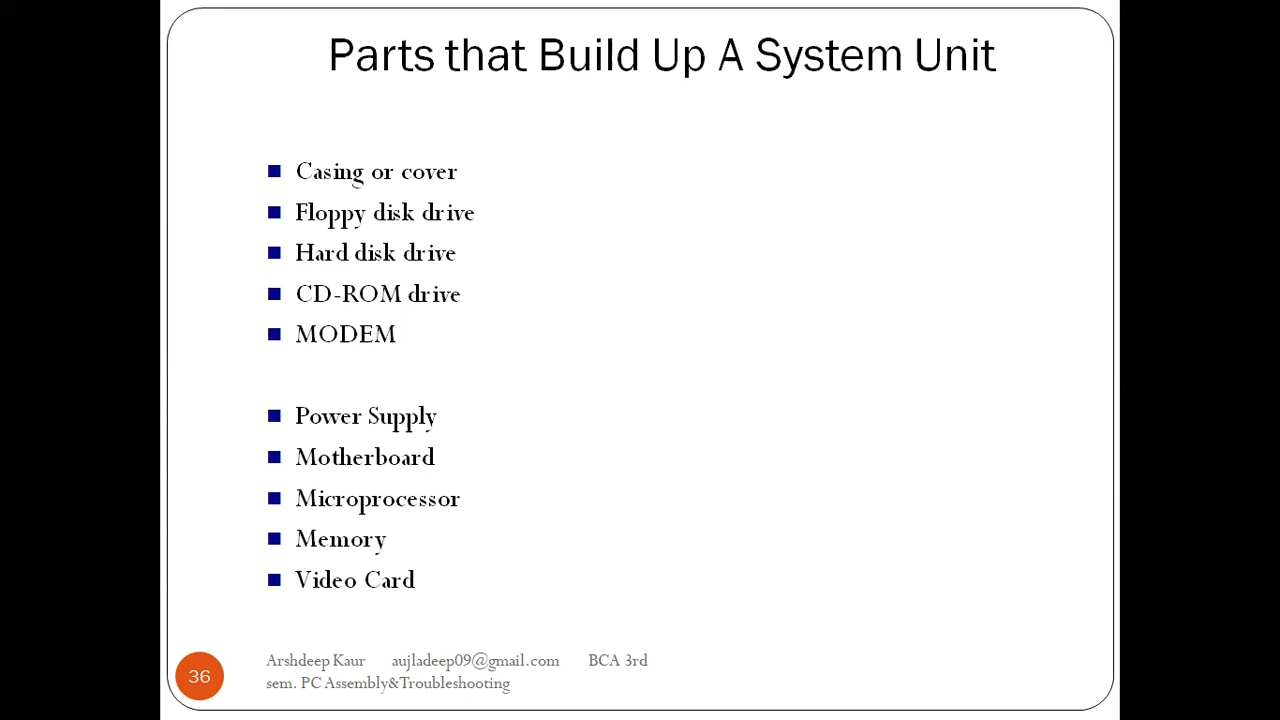 Parts that Build Up A System Unit
Casing or cover
Floppy disk drive
Hard disk drive
CD-ROM drive
MODEM
Power Supply
Motherboard
Microprocessor
Memory
Video Card
Arshdeep Kaur aujladeep09@gmail.com BCA 3rd
sem. PC Assembly&Troubleshooting
36